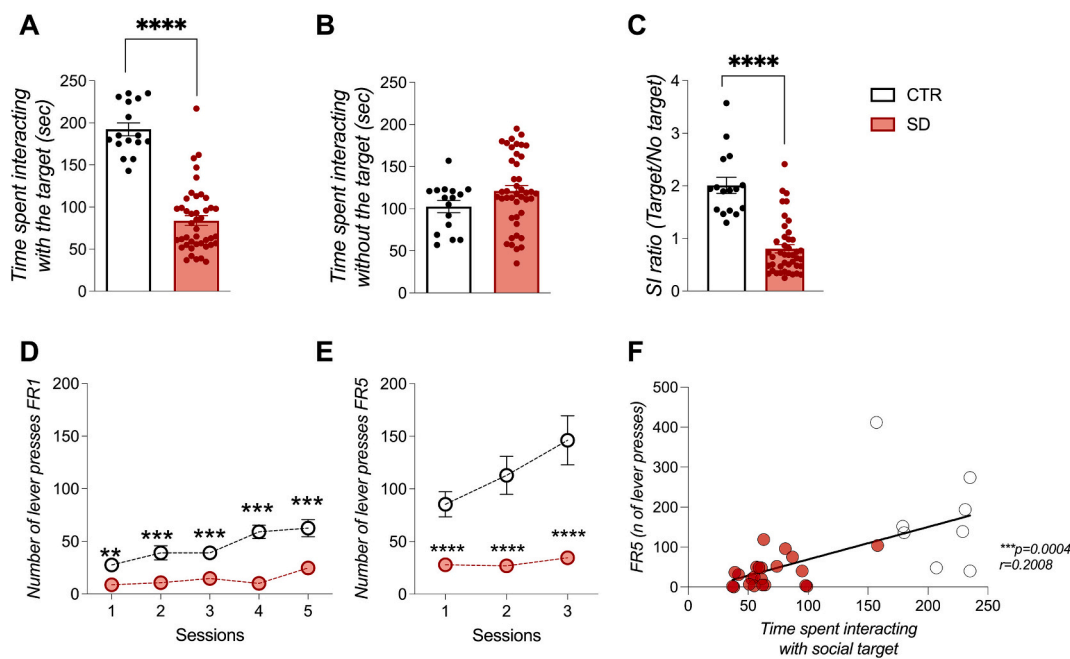 A
****
Time spent interacting
with the target (sec)
250
200
150
100
50
0
B
Time spent interacting
without the target (sec)
250
200
150
100
50
0
C
****
SI ratio (Target/No target)
4
3
2
1
0
CTR
SD
D
Number of lever presses FR1
200
150
100
50
0
**
***
***
***
***
1 2 3 4 5
Sessions
E
Number of lever presses FR5
200
150
100
50
0
****
****
****
1 2 3
Sessions
F
FR5 (n of lever presses)
500
400
300
200
100
0
0 50 100 150 200 250
***p=0.0004
r=0.2008
Time spent interacting
with social target